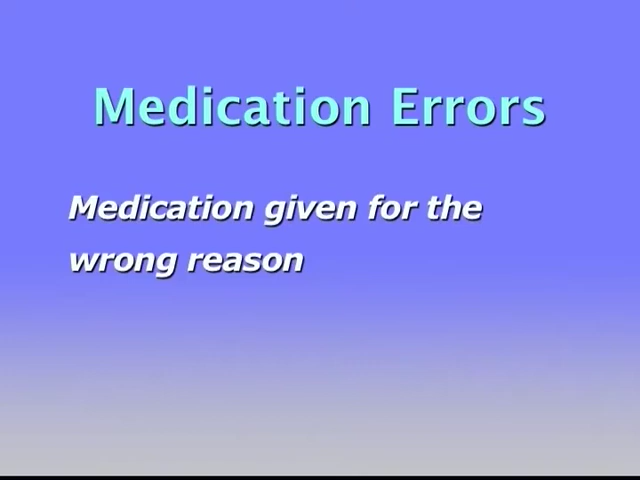 Medication Errors
Medication given for the
wrong reason